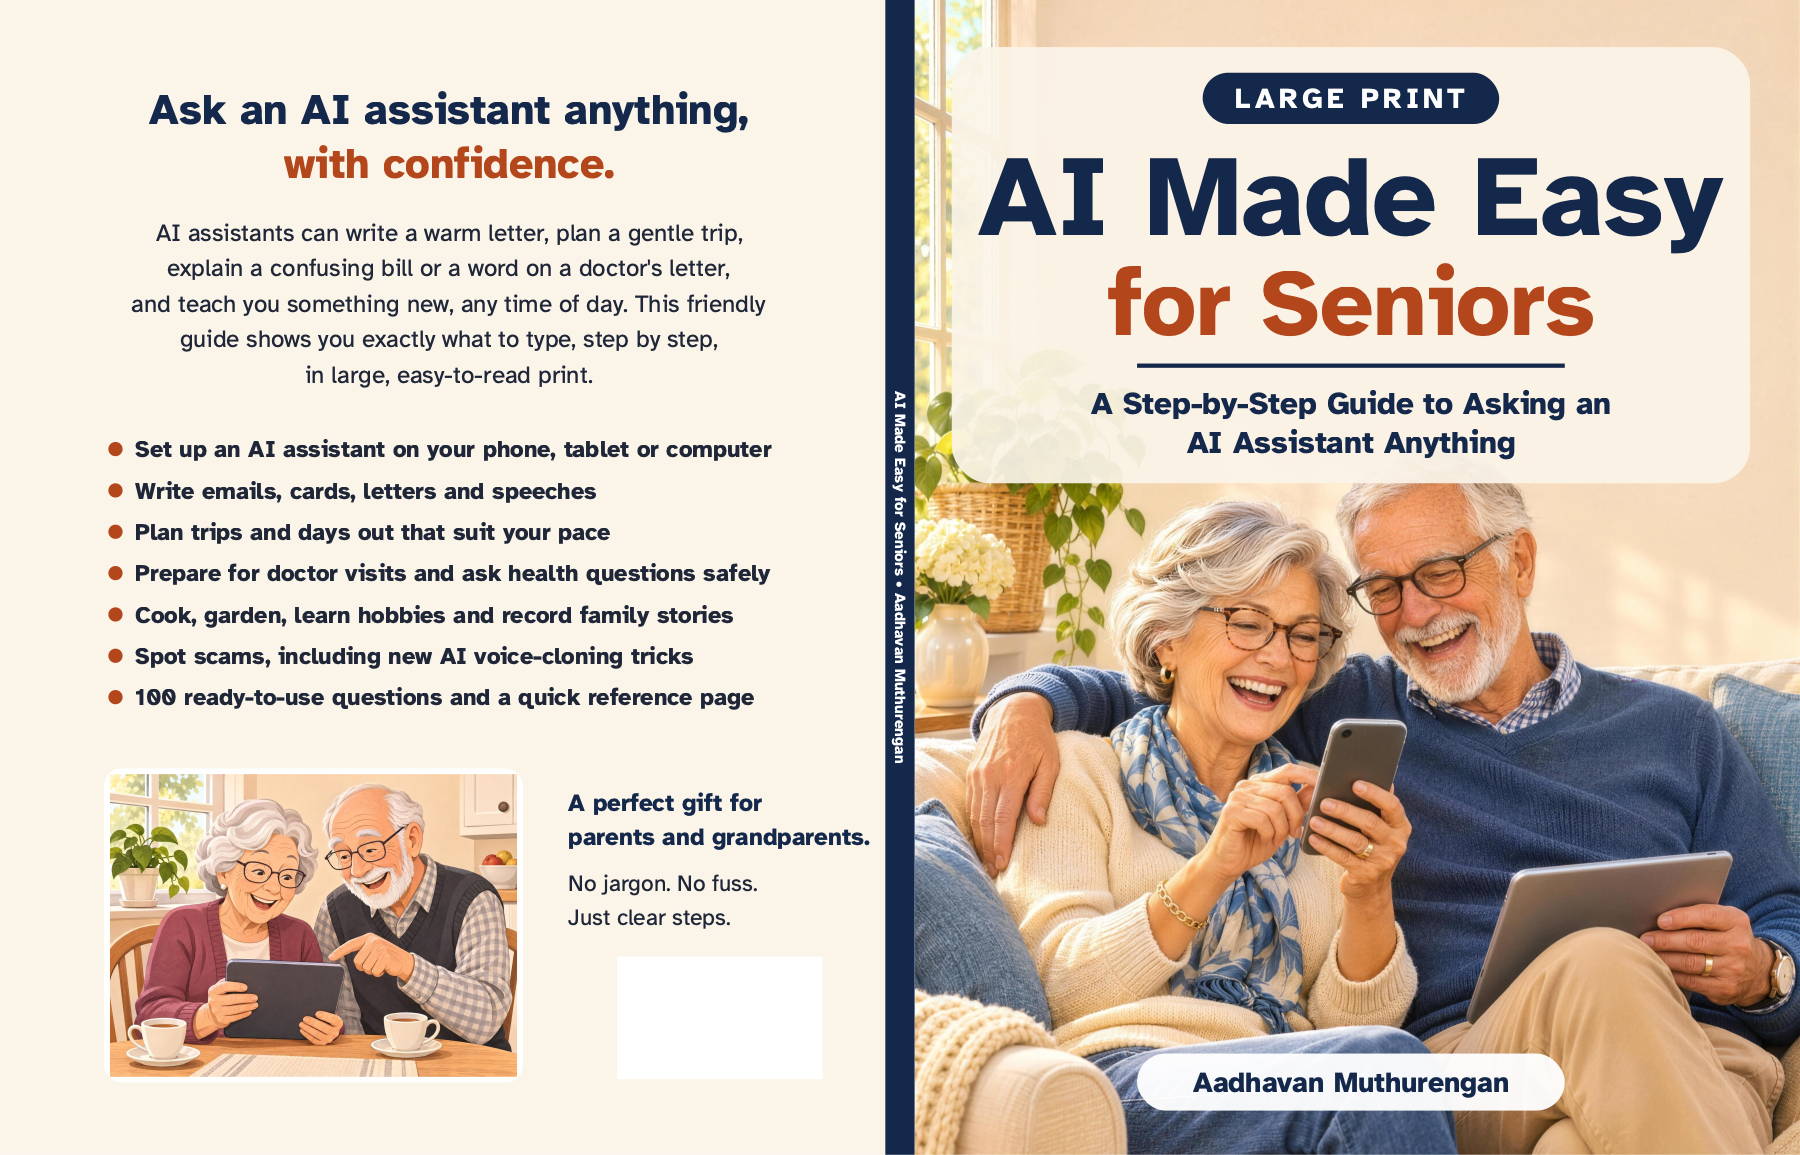 Ask an AI assistant anything,
with confidence.
AI assistants can write a warm letter, plan a gentle trip,
explain a confusing bill or a word on a doctor's letter,
and teach you something new, any time of day. This friendly
guide shows you exactly what to type, step by step,
in large, easy-to-read print.
Set up an AI assistant on your phone, tablet or computer
Write emails, cards, letters and speeches
Plan trips and days out that suit your pace
Prepare for doctor visits and ask health questions safely
Cook, garden, learn hobbies and record family stories
Spot scams, including new AI voice-cloning tricks
100 ready-to-use questions and a quick reference page
A perfect gift for
parents and grandparents.
No jargon. No fuss.
Just clear steps.
AI Made Easy for Seniors • Aadhavan Muthurengan
LARGE PRINT
AI Made Easy
for Seniors
A Step-by-Step Guide to Asking an
AI Assistant Anything
Aadhavan Muthurengan